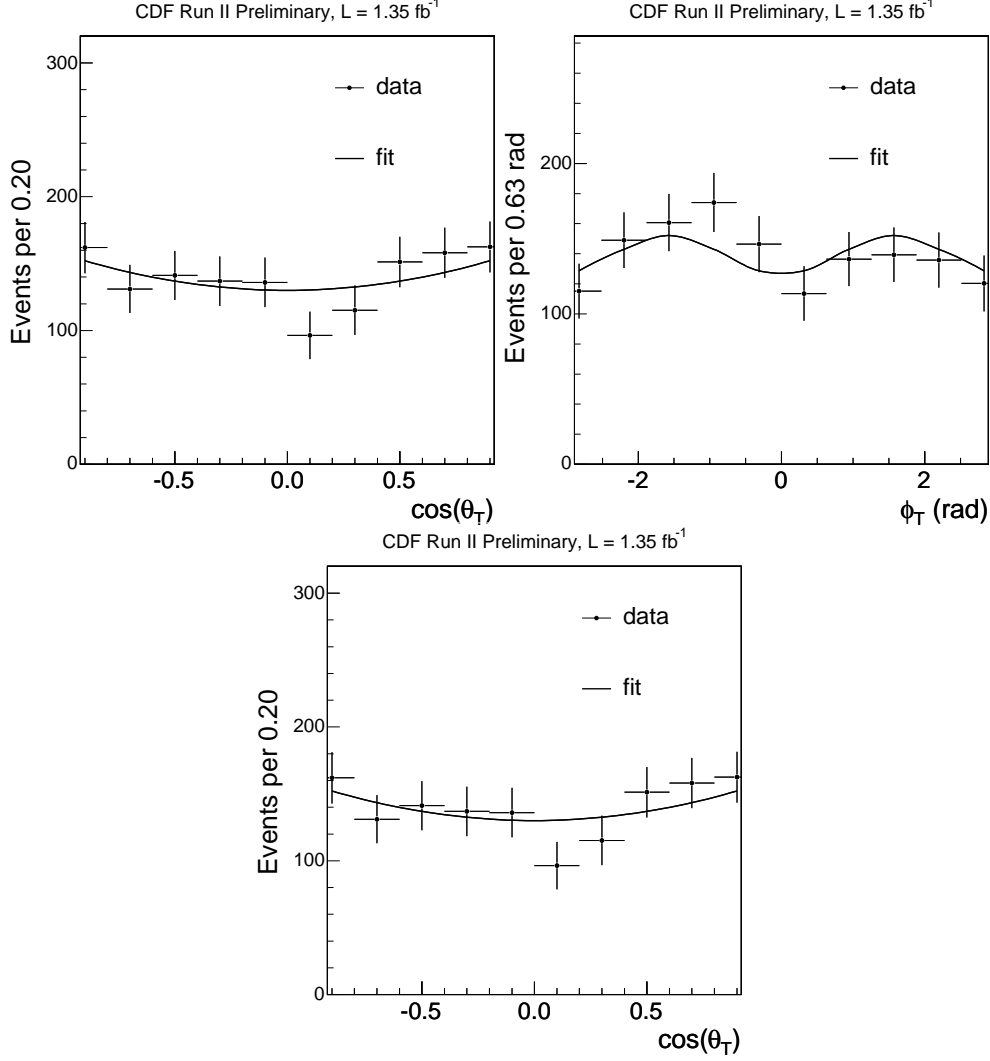 CDF Run II Preliminary, L = 1.35 fb⁻¹
Events per 0.20
300
200
100
0
data
fit
-0.5 0.0 0.5
cos(θ_T)
CDF Run II Preliminary, L = 1.35 fb⁻¹
Events per 0.63 rad
200
100
0
data
fit
-2 0 2
ϕ_T (rad)
CDF Run II Preliminary, L = 1.35 fb⁻¹
Events per 0.20
300
200
100
0
data
fit
-0.5 0.0 0.5
cos(θ_T)